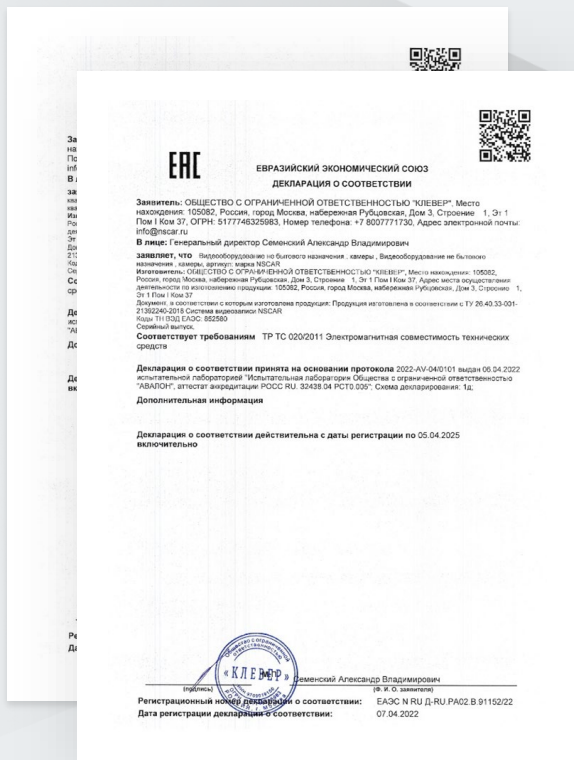 EAC
ЕВРАЗИЙСКИЙ ЭКОНОМИЧЕСКИЙ СОЮЗ
ДЕКЛАРАЦИЯ О СООТВЕТСТВИИ
Заявитель: ОБЩЕСТВО С ОГРАНИЧЕННОЙ ОТВЕТСТВЕННОСТЬЮ "КЛЕВЕР", Место
нахождения: 105082, Россия, город Москва, набережная Рубцовская, Дом 3, Строение 1, Эт 1
Пом I Ком 37, ОГРН: 5177746325983, Номер телефона: +7 8007771730, Адрес электронной почты:
info@nscar.ru
В лице: Генеральный директор Семенский Александр Владимирович
заявляет, что Видеооборудование но бытового назначения , камеры , Видеооборудование не бытового
назначения , камеры, артикул: марка NSCAR
Изготовитель: ОБЩЕСТВО С ОГРАНИЧЕННОЙ ОТВЕТСТВЕННОСТЬЮ "КЛЕВЕР", Место нахождения: 105082,
Россия, город Москва, набережная Рубцовская, Дом 3, Строение 1, Эт 1 Пом I Ком 37, Адрес места осуществления
деятельности по изготовлению продукции: 105082, Россия, город Москва, набережная Рубцовская, Дом 3, Строение 1,
Эт 1 Пом I Ком 37
Документ, в соответствии с которым изготовлена продукция: Продукция изготовлена в соответствии с ТУ 26.40.33-001-
21392240-2018 Система видеозаписи NSCAR
Коды ТН ВЭД ЕАЭС: 852580
Серийный выпуск,
Соответствует требованиям ТР ТС 020/2011 Электромагнитная совместимость технических
средств
Декларация о соответствии принята на основании протокола 2022-AV-04/0101 выдан 06.04.2022
испытательной лабораторией "Испытательная лаборатория Общества с ограниченной ответственностью
"АВАЛОН", аттестат аккредитации РОСС RU. 32438.04 РСТ0.005"; Схема декларирования: 1д;
Дополнительная информация
Декларация о соответствии действительна с даты регистрации по 05.04.2025
включительно
«КЛЕВЕР»
Семенский Александр Владимирович
(подпись) (Ф. И. О. заявителя)
Регистрационный номер декларации о соответствии: ЕАЭС N RU Д-RU.РА02.В.91152/22
Дата регистрации декларации о соответствии: 07.04.2022